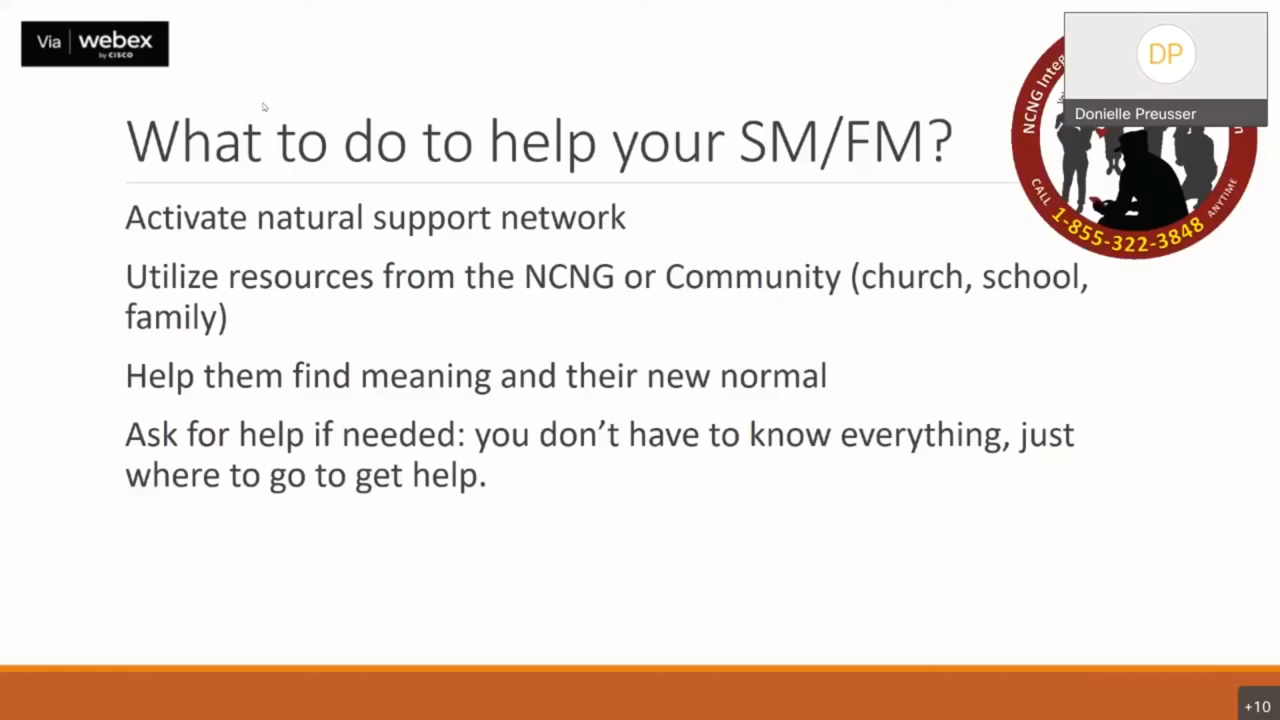 Via webex
by CISCO
DP
Donielle Preusser
NCNG Integ
What to do to help your SM/FM?
CALL 1-855-322-3848 ANYTIME
Activate natural support network
Utilize resources from the NCNG or Community (church, school,
family)
Help them find meaning and their new normal
Ask for help if needed: you don’t have to know everything, just
where to go to get help.
+10